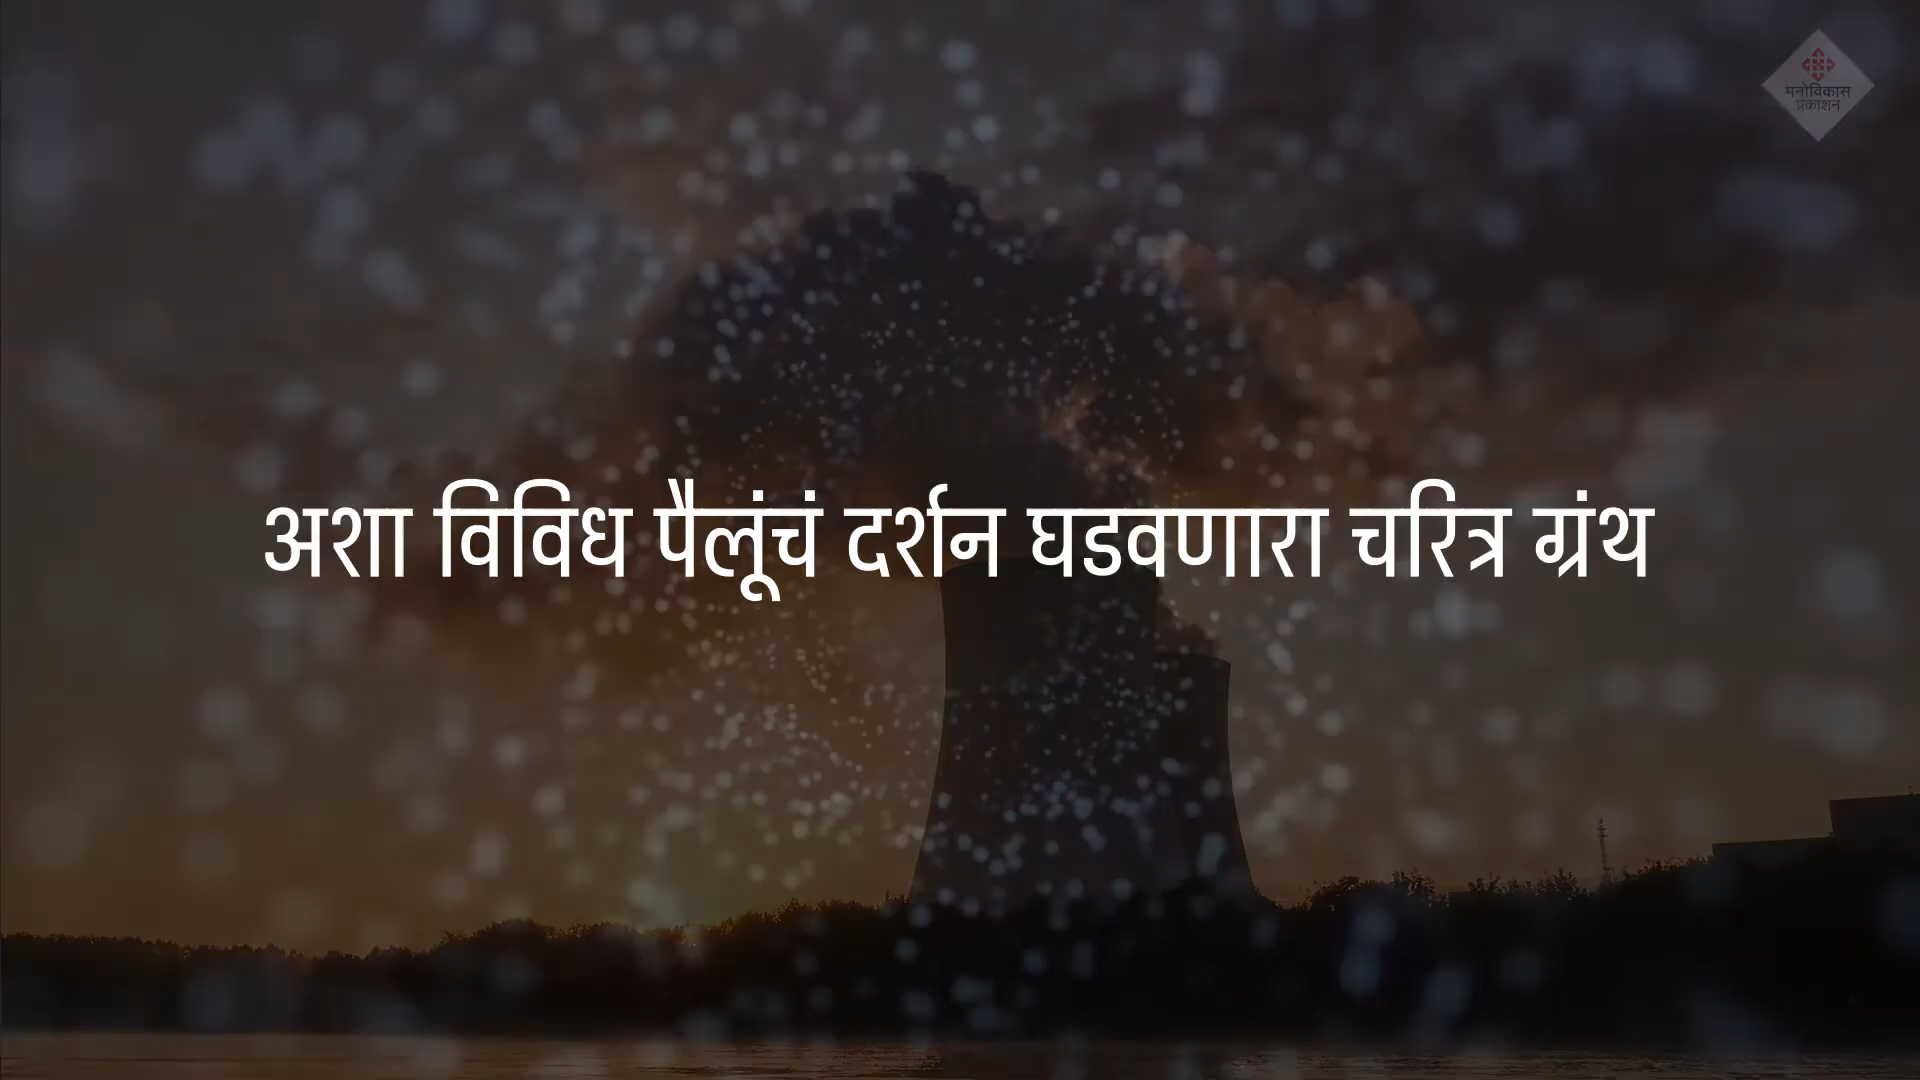 मनोविकास
प्रकाशन
अशा विविध पैलूंचं दर्शन घडवणारा चरित्र ग्रंथ